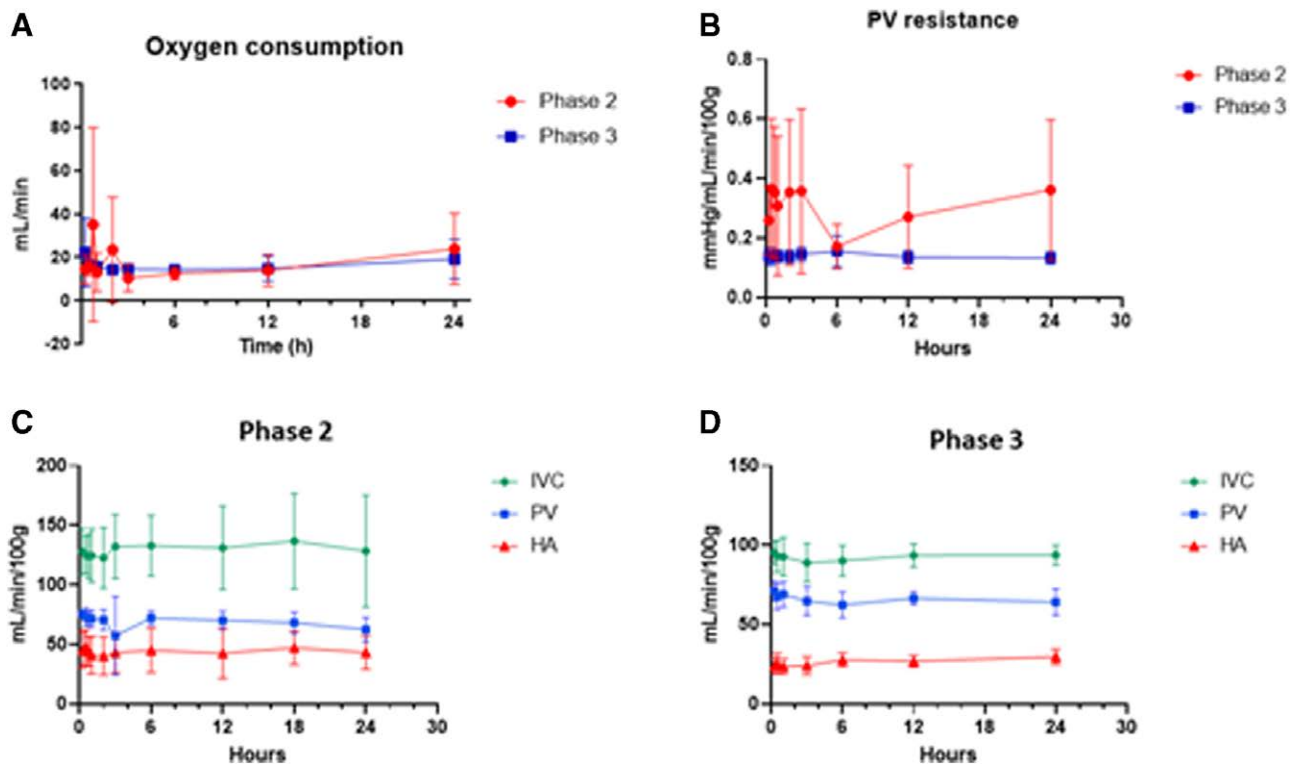 A
Oxygen consumption
100
80
60
40
20
0
-20
mL/min
6
12
18
24
Time (h)
Phase 2
Phase 3
B
PV resistance
0.8
0.6
0.4
0.2
0.0
mmHg/mL/min/100g
0
6
12
18
24
30
Hours
Phase 2
Phase 3
C
Phase 2
200
150
100
50
0
mL/min/100g
0
6
12
18
24
30
Hours
IVC
PV
HA
D
Phase 3
150
100
50
0
mL/min/100g
0
6
12
18
24
30
Hours
IVC
PV
HA